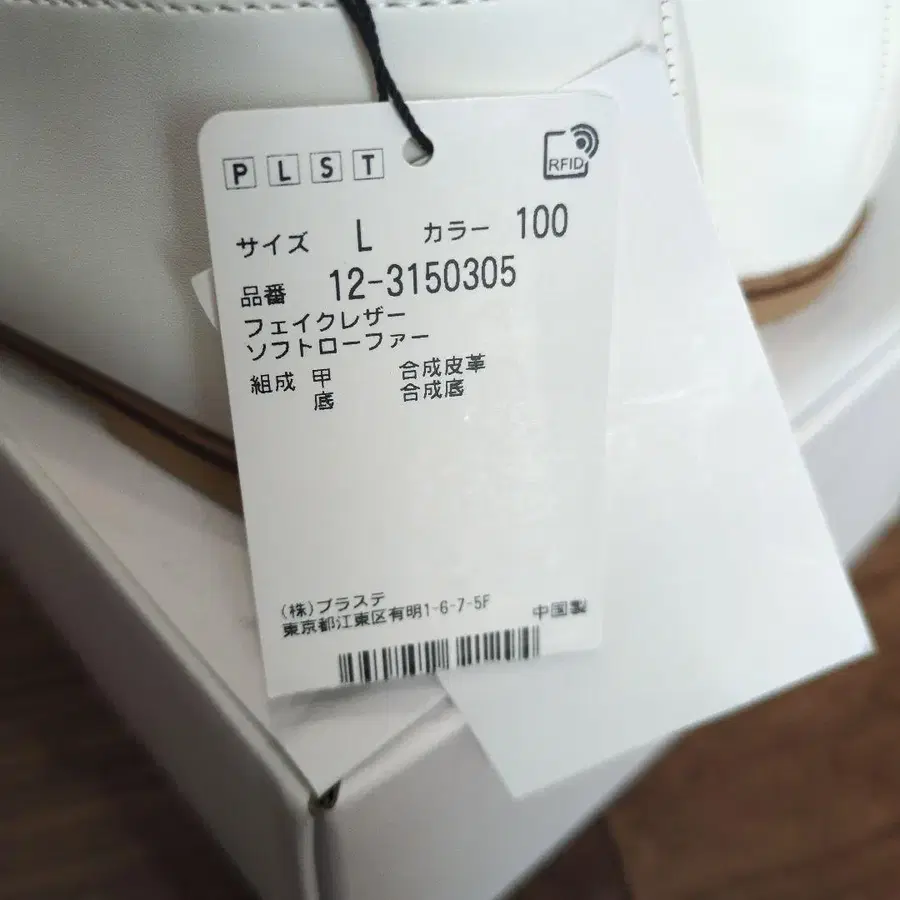 PLST
RFID
サイズ L カラー 100
品番 12-3150305
フェイクレザー
ソフトローファー
組成 甲 合成皮革
底 合成底
(株)プラステ
東京都江東区有明1-6-7-5F 中国製